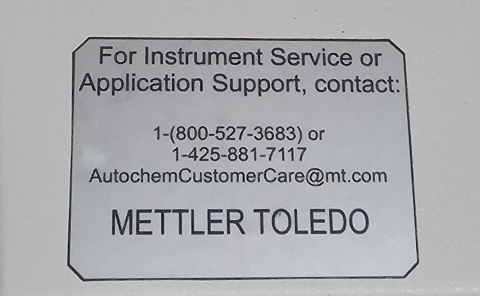 For Instrument Service or
Application Support, contact:
1-(800-527-3683) or
1-425-881-7117
AutochemCustomerCare@mt.com
METTLER TOLEDO